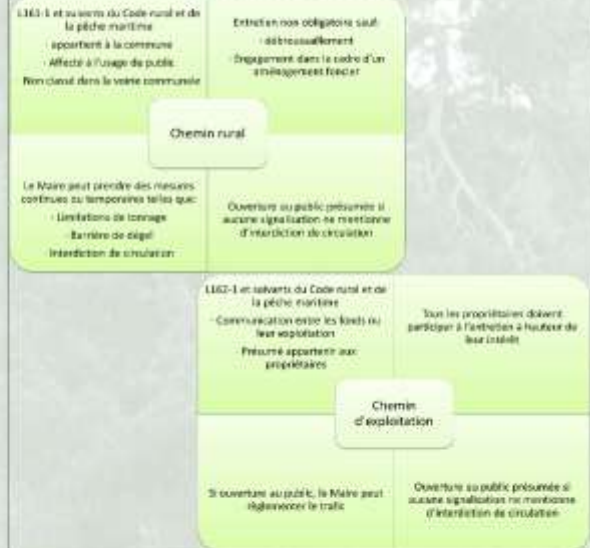 L161-1 et suivants du Code rural et de
la pêche maritime
- appartient à la commune
- Affecté à l'usage du public
Non classé dans la voirie communale
Entretien non obligatoire sauf:
- débroussaillement
- Engagement dans le cadre d'un
aménagement foncier
Chemin rural
Le Maire peut prendre des mesures
continues ou temporaires telles que:
- Limitations de tonnage
- Barrière de dégel
- Interdiction de circulation
Ouverture au public présumée si
aucune signalisation ne mentionne
d'interdiction de circulation
L162-1 et suivants du Code rural et de
la pêche maritime
- Communication entre les fonds ou
leur exploitation
- Présumé appartenir aux
propriétaires
Tous les propriétaires doivent
participer à l'entretien à hauteur de
leur intérêt
Chemin
d'exploitation
Si ouverture au public, le Maire peut
règlementer le trafic
Ouverture au public présumée si
aucune signalisation ne mentionne
d'interdiction de circulation